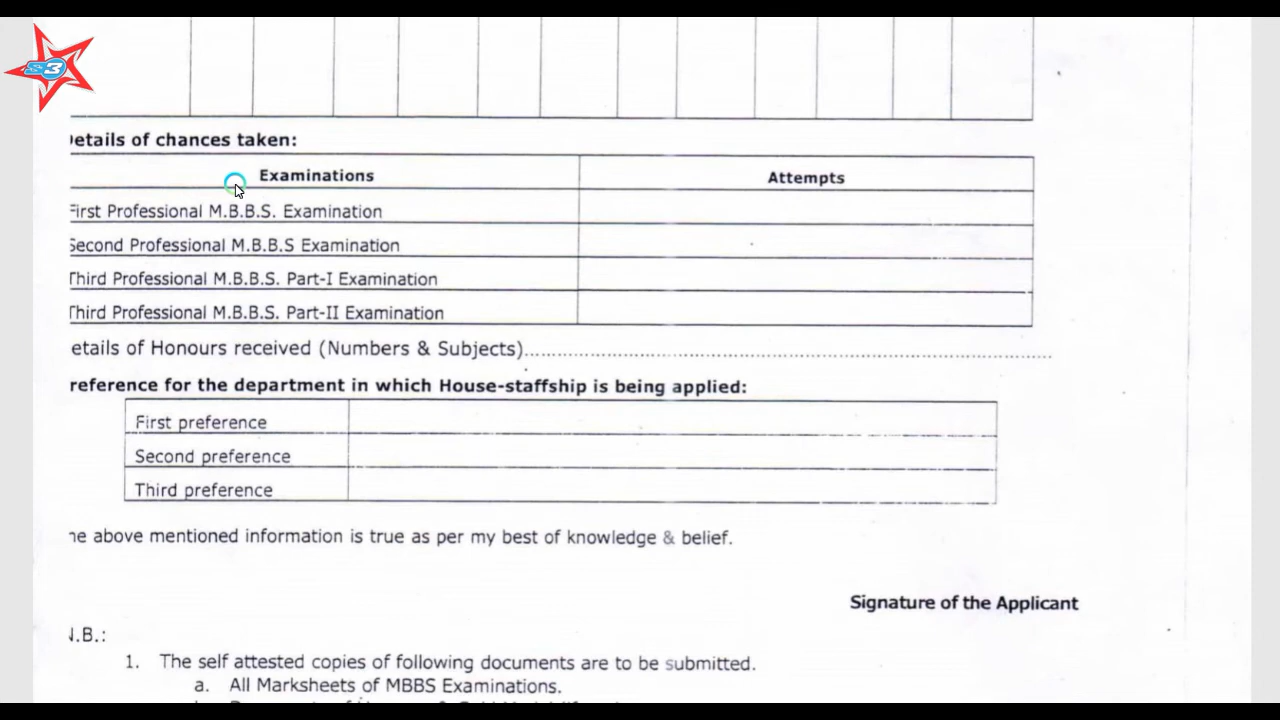 S3
etails of chances taken:
Examinations Attempts
First Professional M.B.B.S. Examination
Second Professional M.B.B.S Examination
Third Professional M.B.B.S. Part-I Examination
Third Professional M.B.B.S. Part-II Examination
etails of Honours received (Numbers & Subjects)........................................................................
reference for the department in which House-staffship is being applied:
First preference
Second preference
Third preference
he above mentioned information is true as per my best of knowledge & belief.
Signature of the Applicant
.B.:
1. The self attested copies of following documents are to be submitted.
a. All Marksheets of MBBS Examinations.